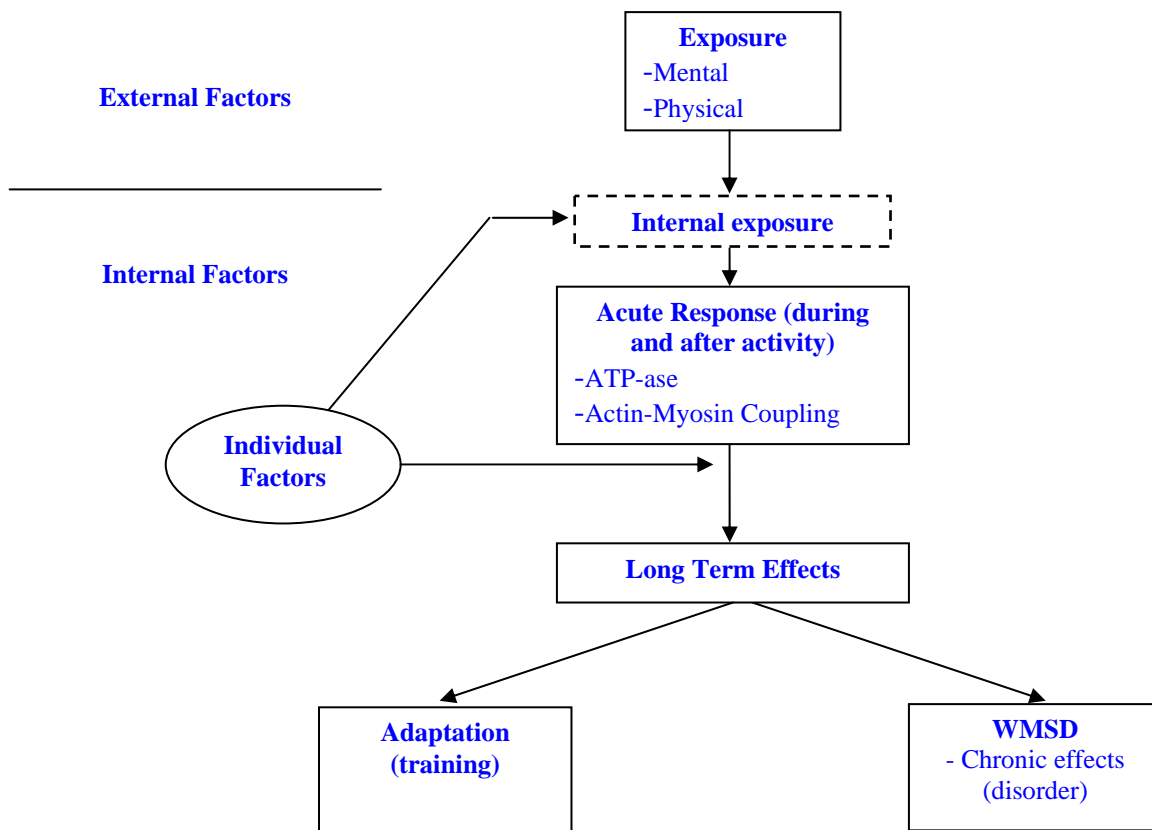 Exposure
-Mental
-Physical
External Factors
Internal exposure
Internal Factors
Acute Response (during
and after activity)
-ATP-ase
-Actin-Myosin Coupling
Individual
Factors
Long Term Effects
Adaptation
(training)
WMSD
- Chronic effects
(disorder)